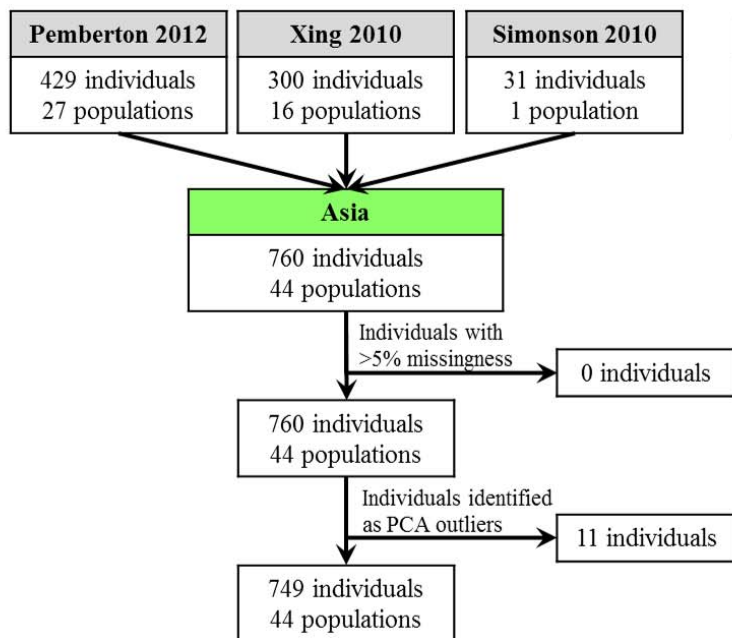 Pemberton 2012
429 individuals
27 populations
Xing 2010
300 individuals
16 populations
Simonson 2010
31 individuals
1 population
Asia
760 individuals
44 populations
Individuals with
>5% missingness
0 individuals
760 individuals
44 populations
Individuals identified
as PCA outliers
11 individuals
749 individuals
44 populations